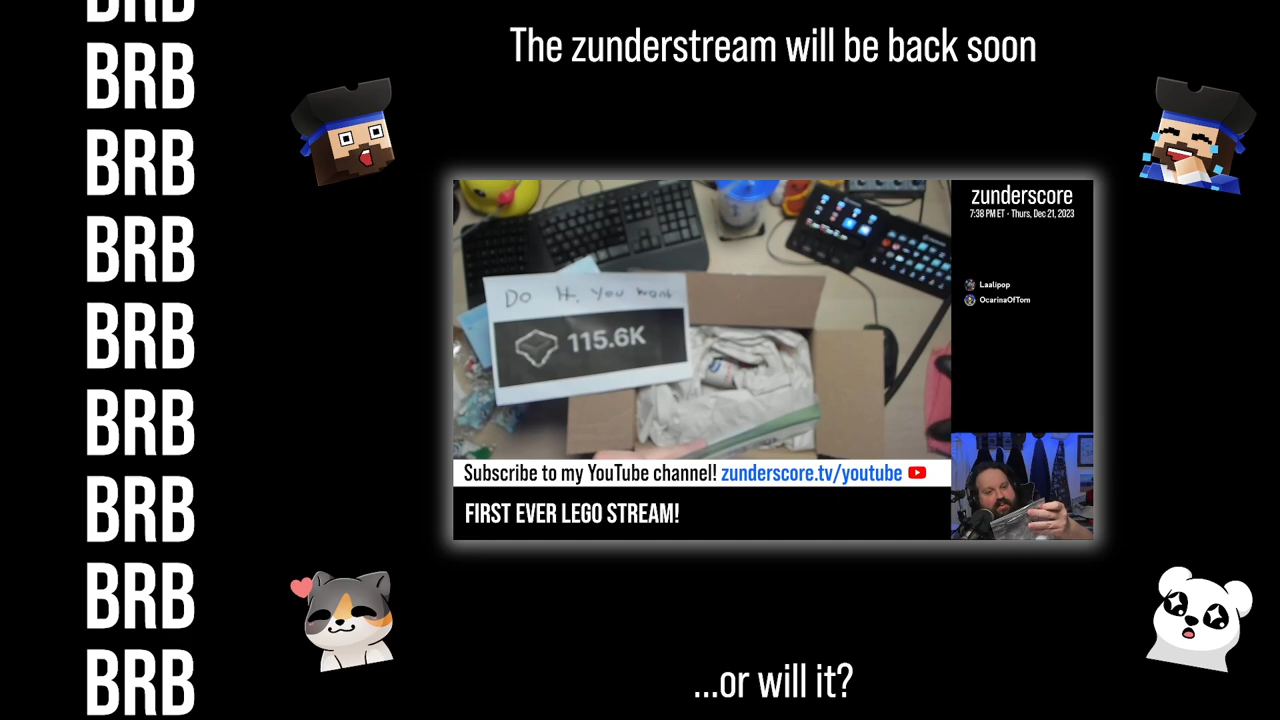 BRB
The zunderstream will be back soon
BRB
BRB
BRB
BRB
BRB
BRB
BRB
BRB
zunderscore
7:38 PM ET · Thurs, Dec 21, 2023
Do It, You won't
115.6K
Laalipop
OcarinaOfTom
Subscribe to my YouTube channel! zunderscore.tv/youtube
FIRST EVER LEGO STREAM!
...or will it?